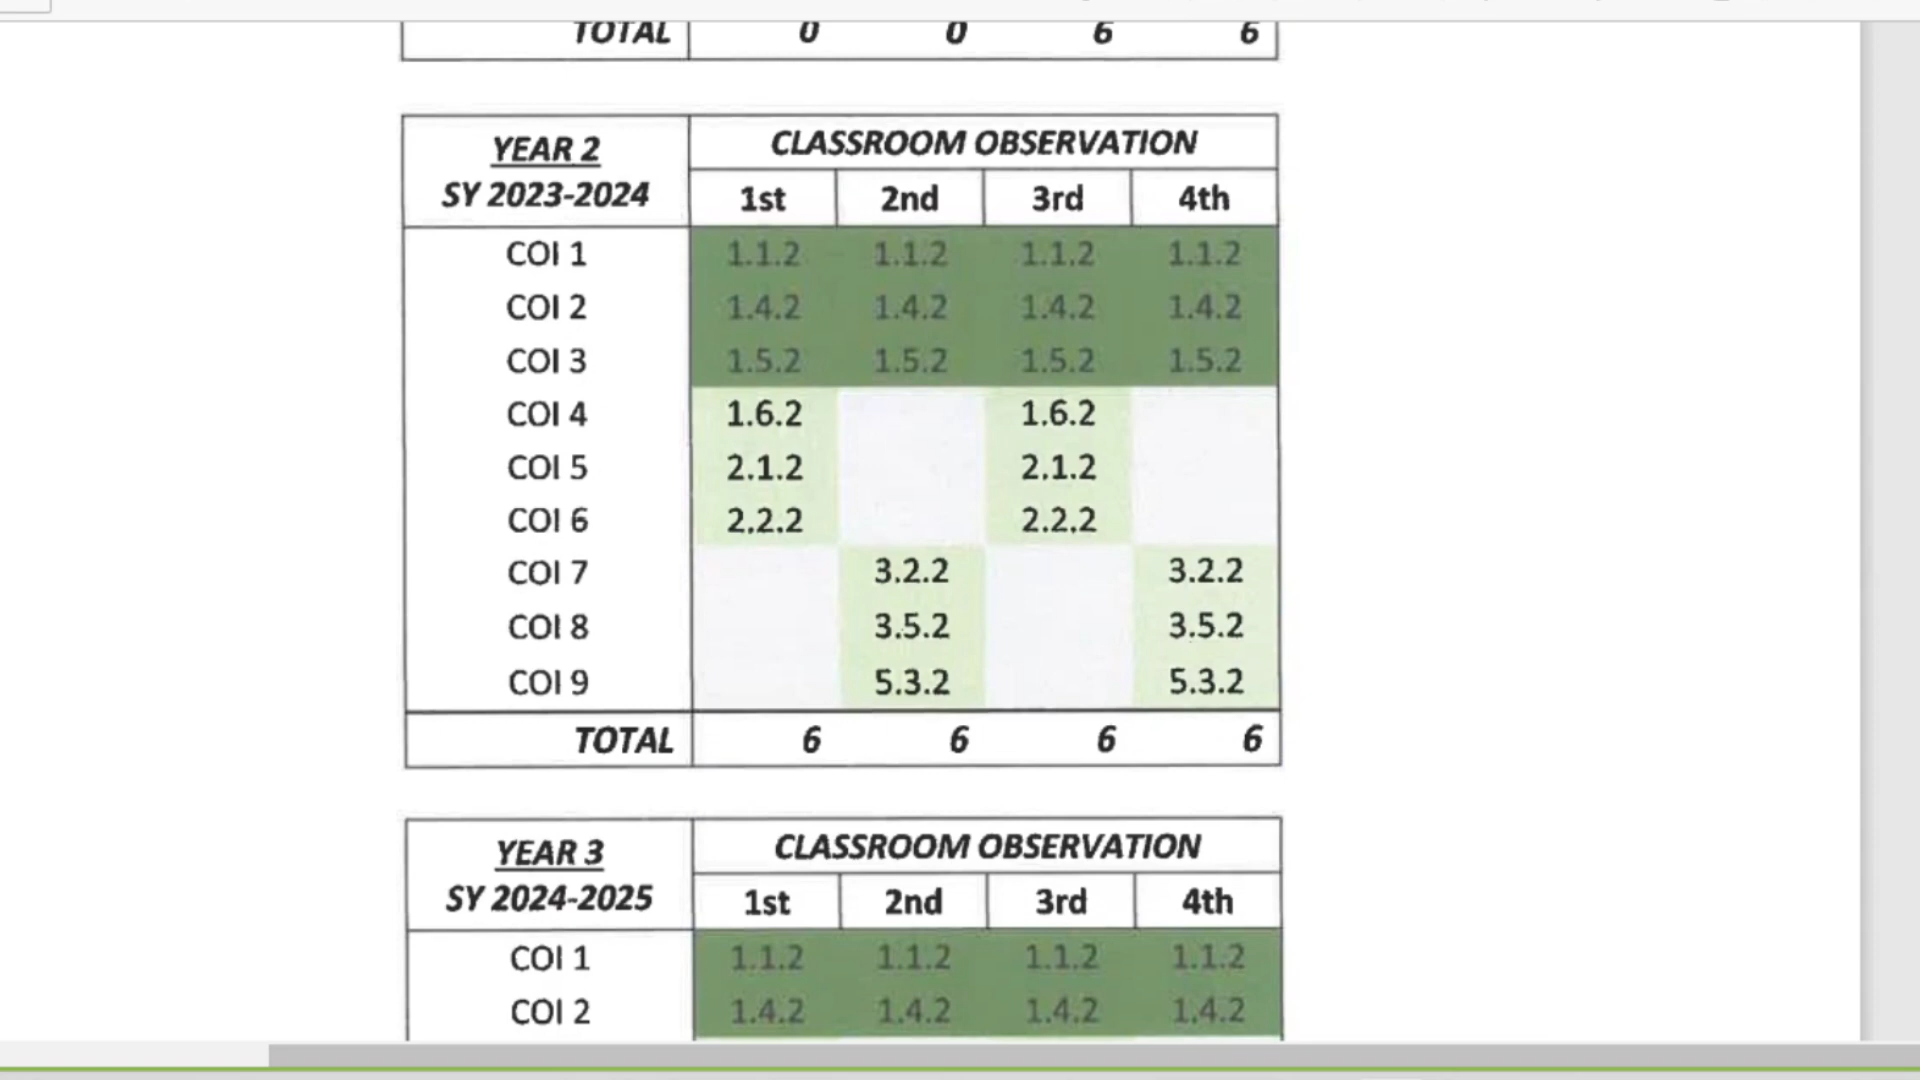 TOTAL 0 0 6 6
YEAR 2 CLASSROOM OBSERVATION
SY 2023-2024 1st 2nd 3rd 4th
COI 1 1.1.2 1.1.2 1.1.2 1.1.2
COI 2 1.4.2 1.4.2 1.4.2 1.4.2
COI 3 1.5.2 1.5.2 1.5.2 1.5.2
COI 4 1.6.2 1.6.2
COI 5 2.1.2 2.1.2
COI 6 2.2.2 2.2.2
COI 7 3.2.2 3.2.2
COI 8 3.5.2 3.5.2
COI 9 5.3.2 5.3.2
TOTAL 6 6 6 6
YEAR 3 CLASSROOM OBSERVATION
SY 2024-2025 1st 2nd 3rd 4th
COI 1 1.1.2 1.1.2 1.1.2 1.1.2
COI 2 1.4.2 1.4.2 1.4.2 1.4.2